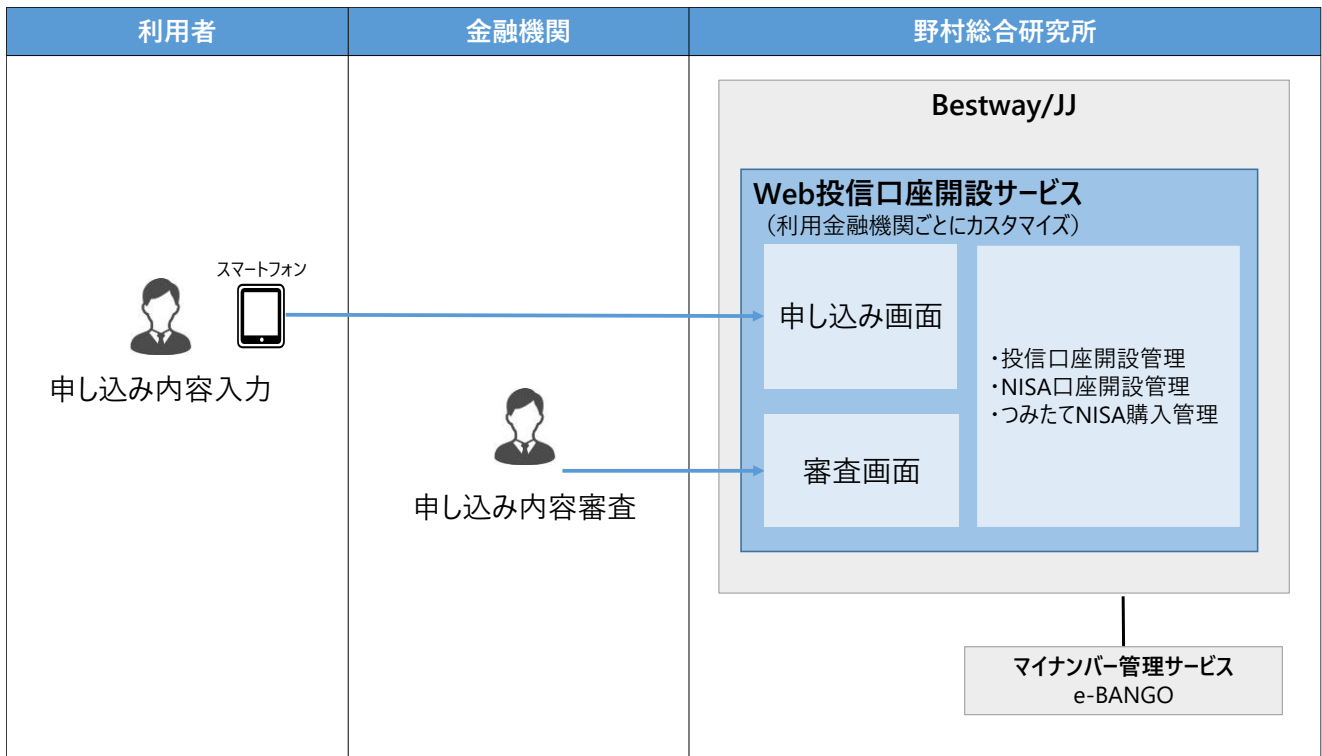 利用者
金融機関
野村総合研究所
スマートフォン
申し込み内容入力
申し込み内容審査
Bestway/JJ
Web投信口座開設サービス
（利用金融機関ごとにカスタマイズ）
申し込み画面
審査画面
・投信口座開設管理
・NISA口座開設管理
・つみたてNISA購入管理
マイナンバー管理サービス
e-BANGO